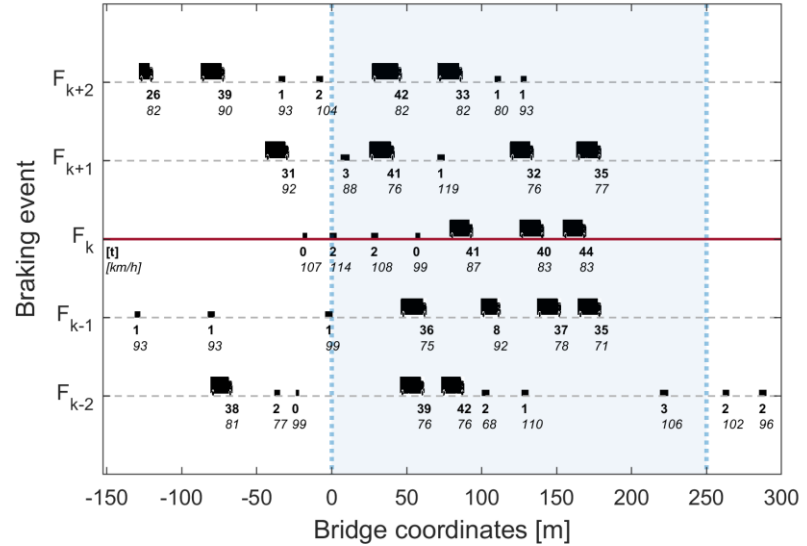 Braking event
F_k+2
26 39 1 2 42 33 1 1
82 90 93 104 82 82 80 93
F_k+1
31 3 41 1 32 35
92 88 76 119 76 77
F_k
[t] 0 2 2 0 41 40 44
[km/h] 107 114 108 99 87 83 83
F_k-1
1 1 1 36 8 37 35
93 93 99 75 92 78 71
F_k-2
38 2 0 39 42 2 1 3 2 2
81 77 99 76 76 68 110 106 102 96
-150 -100 -50 0 50 100 150 200 250 300
Bridge coordinates [m]